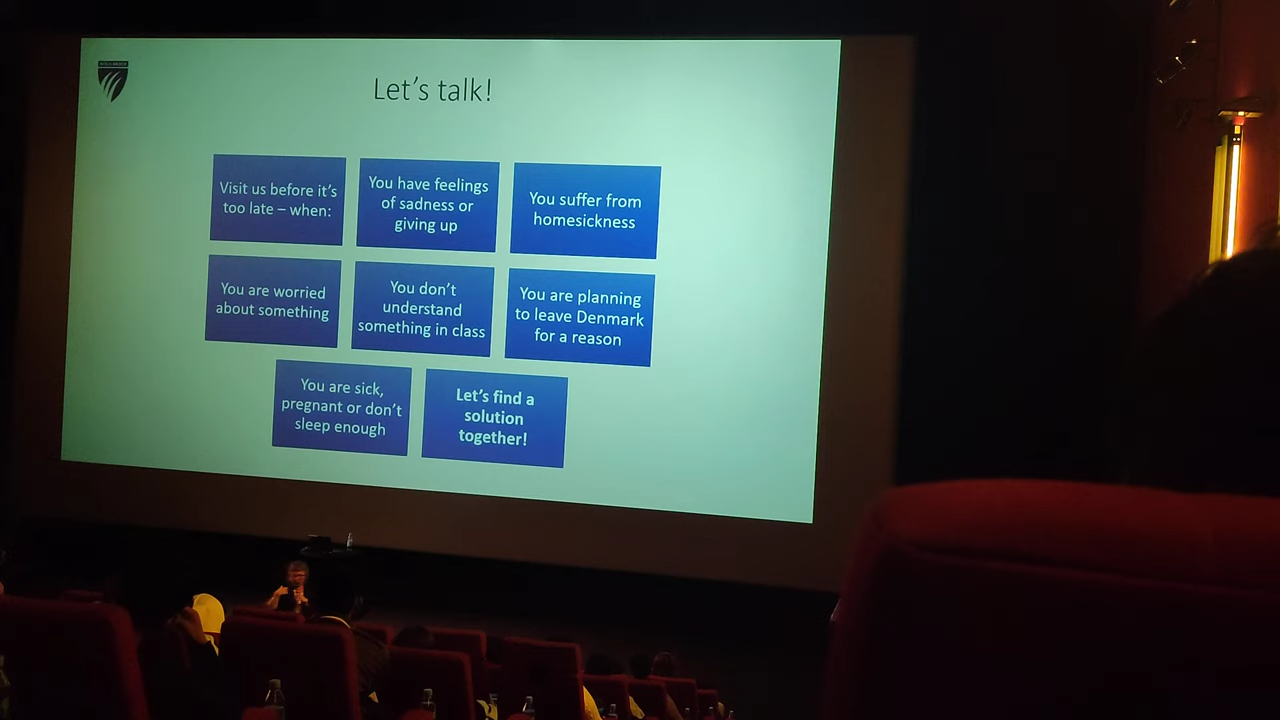 Let's talk!
Visit us before it's
too late – when:
You have feelings
of sadness or
giving up
You suffer from
homesickness
You are worried
about something
You don't
understand
something in class
You are planning
to leave Denmark
for a reason
You are sick,
pregnant or don't
sleep enough
Let's find a
solution
together!